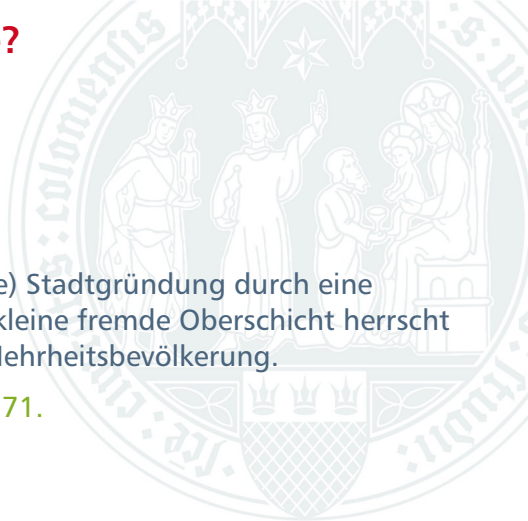 ?
e) Stadtgründung durch eine
kleine fremde Oberschicht herrscht
Mehrheitsbevölkerung.
71.